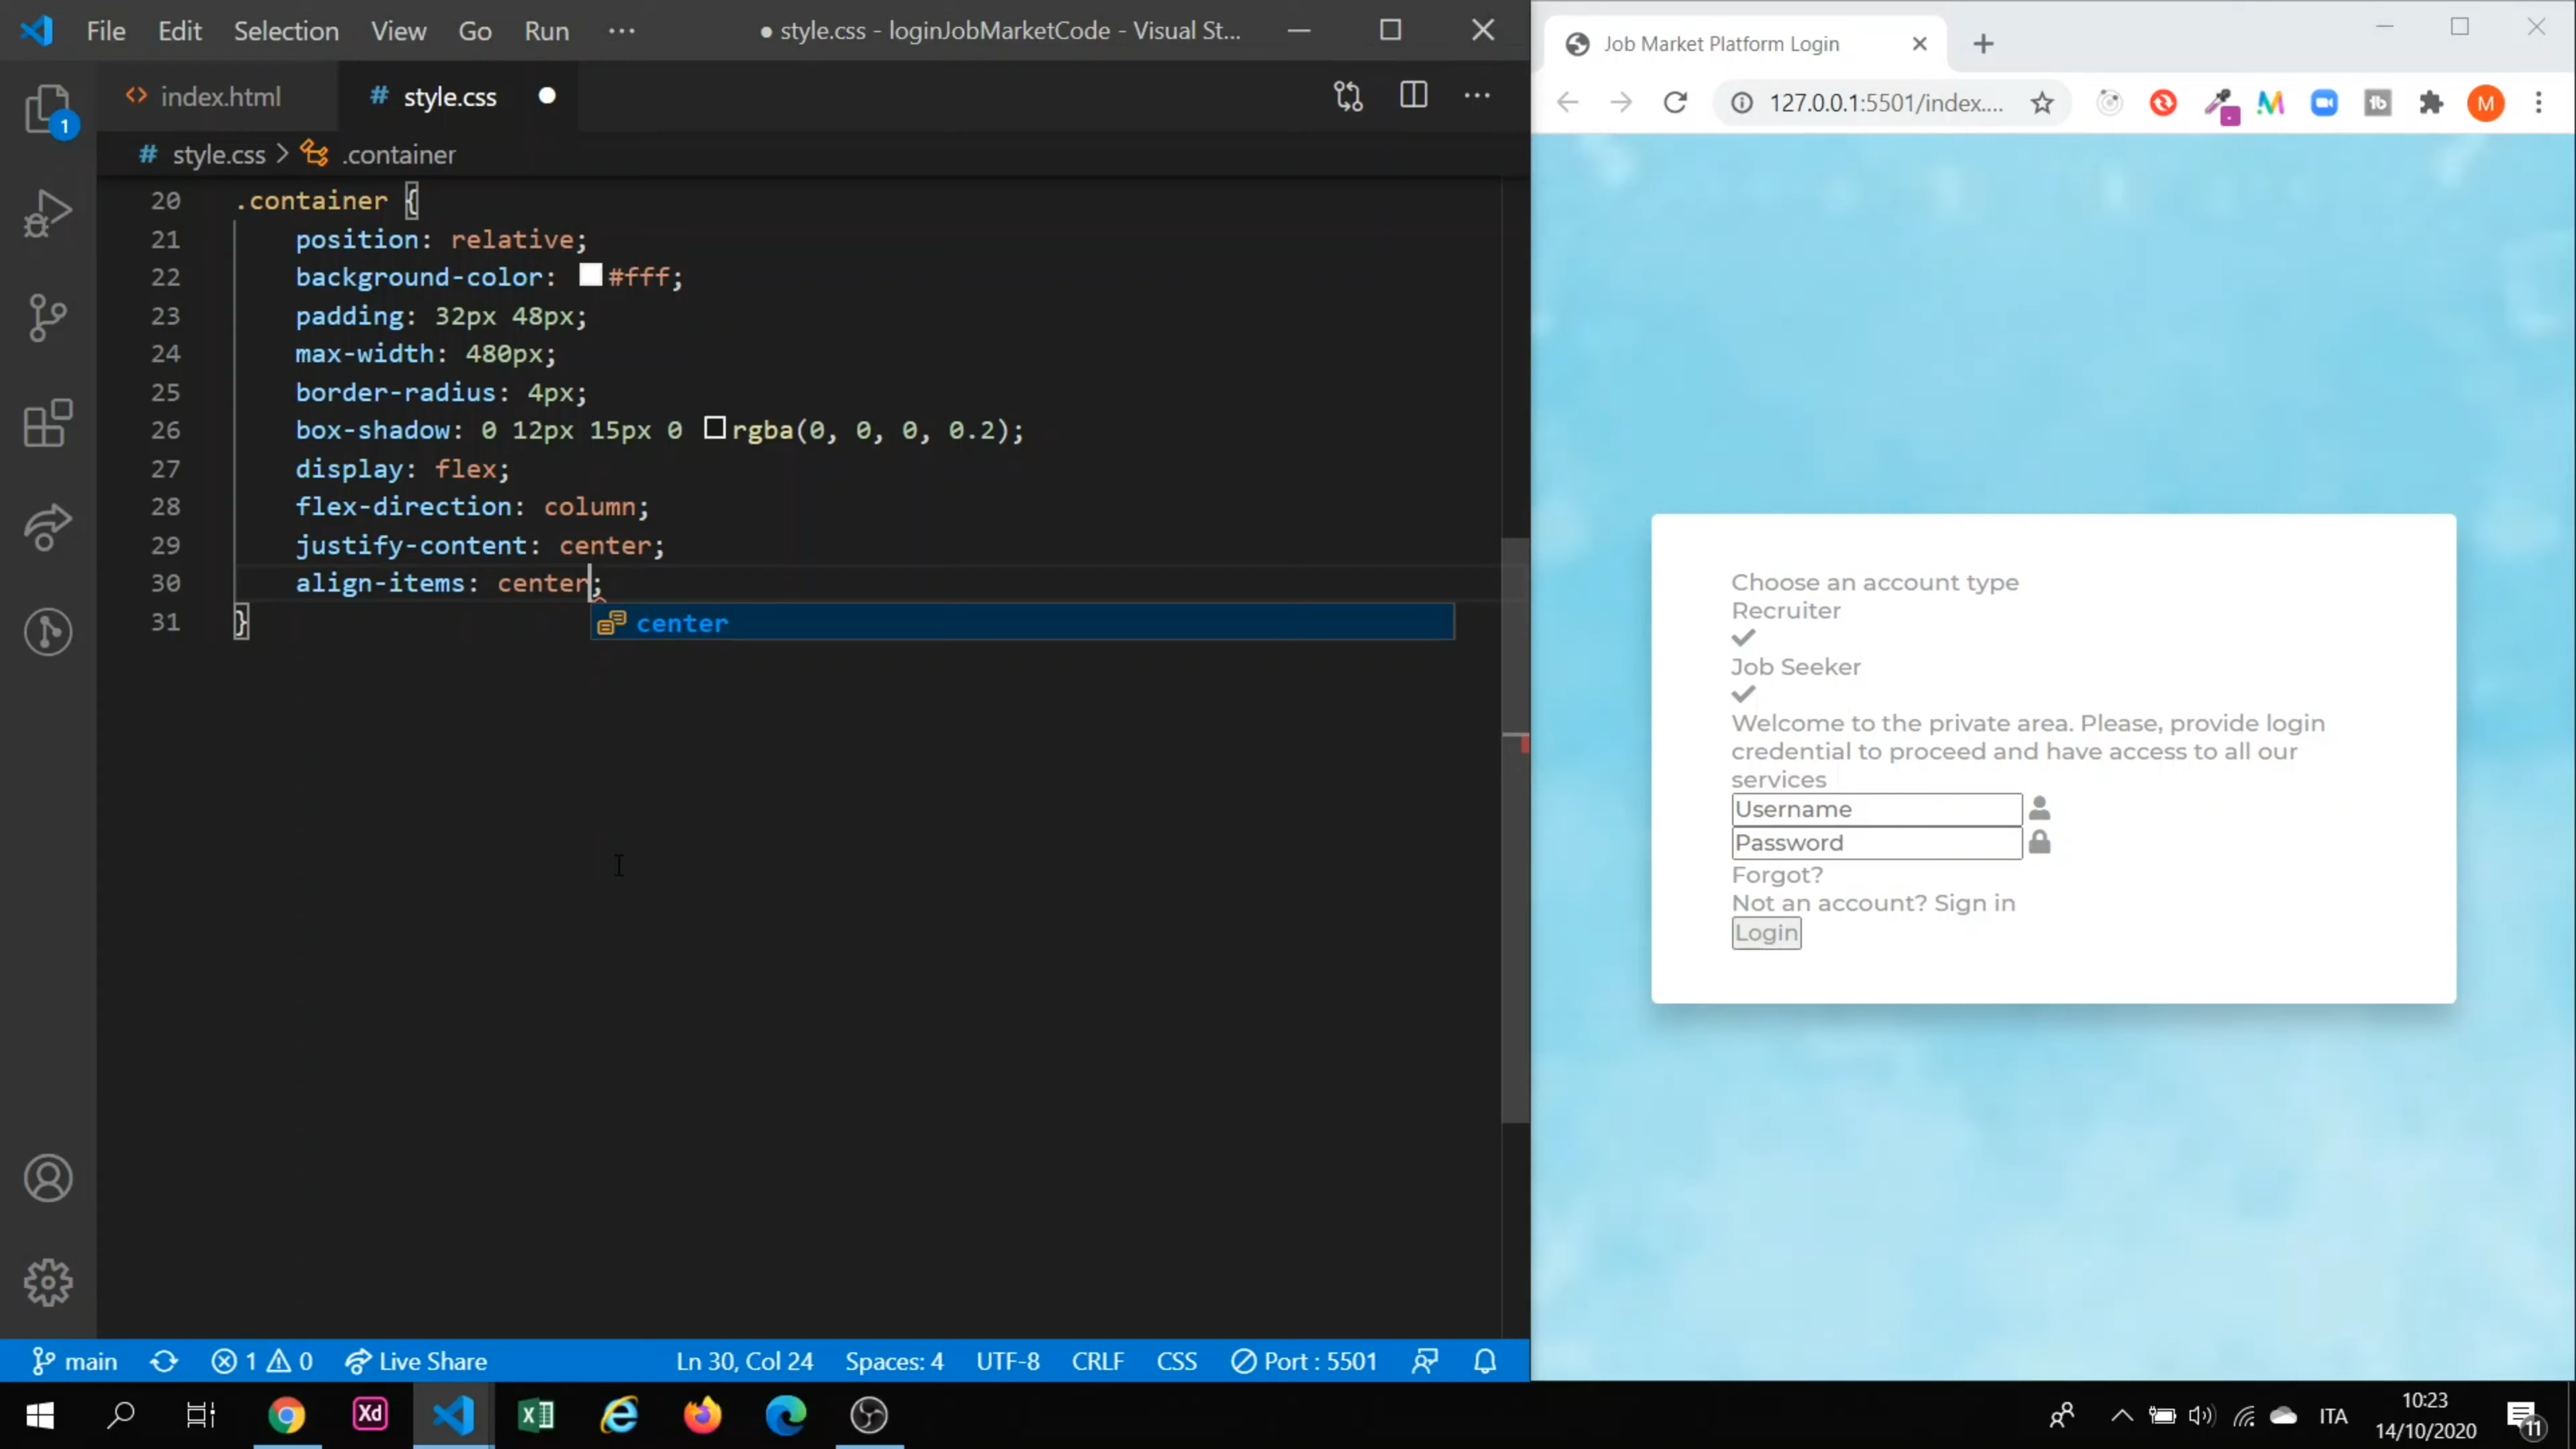 File Edit Selection View Go Run ···
● style.css - loginJobMarketCode - Visual St...
index.html
# style.css
1
# style.css > .container
20 .container {
21 position: relative;
22 background-color: #fff;
23 padding: 32px 48px;
24 max-width: 480px;
25 border-radius: 4px;
26 box-shadow: 0 12px 15px 0 rgba(0, 0, 0, 0.2);
27 display: flex;
28 flex-direction: column;
29 justify-content: center;
30 align-items: center;
center
31 }
main 1 0 Live Share Ln 30, Col 24 Spaces: 4 UTF-8 CRLF CSS Port : 5501
Job Market Platform Login
127.0.0.1:5501/index....
tb
M
Choose an account type
Recruiter
Job Seeker
Welcome to the private area. Please, provide login
credential to proceed and have access to all our
services
Username
Password
Forgot?
Not an account? Sign in
Login
Xd
ITA
10:23
14/10/2020
11